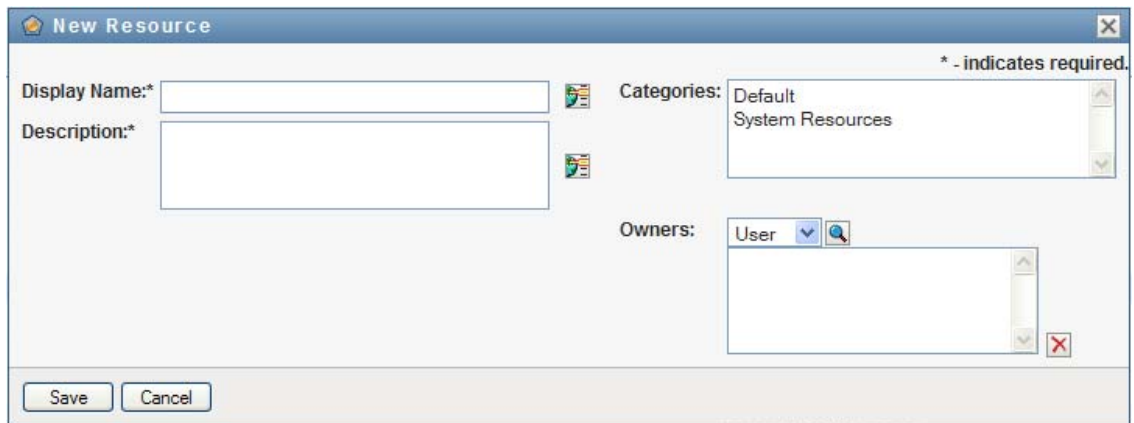 New Resource
* - indicates required.
Display Name:*
Description:*
Categories:
Default
System Resources
Owners:
User
Save
Cancel